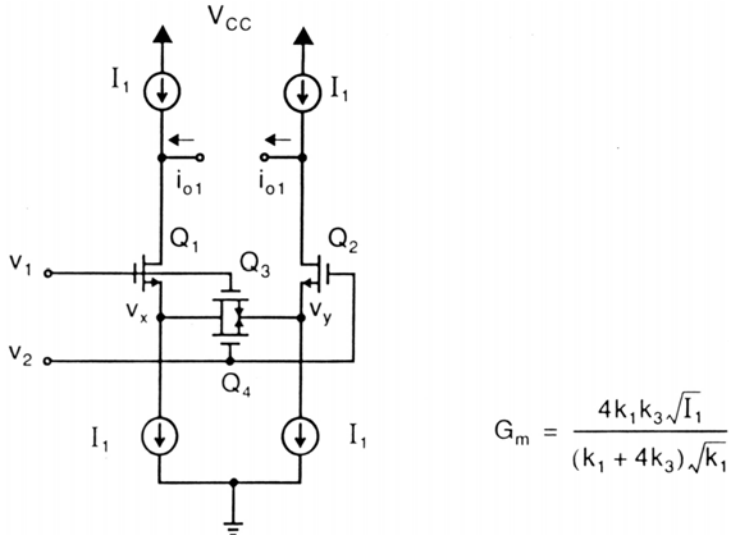 V_CC
I_1
I_1
i_o1
i_o1
Q_1
Q_2
v_1
Q_3
v_x
v_y
v_2
Q_4
I_1
I_1
G_m = 4k_1k_3√I_1 / (k_1 + 4k_3)√k_1